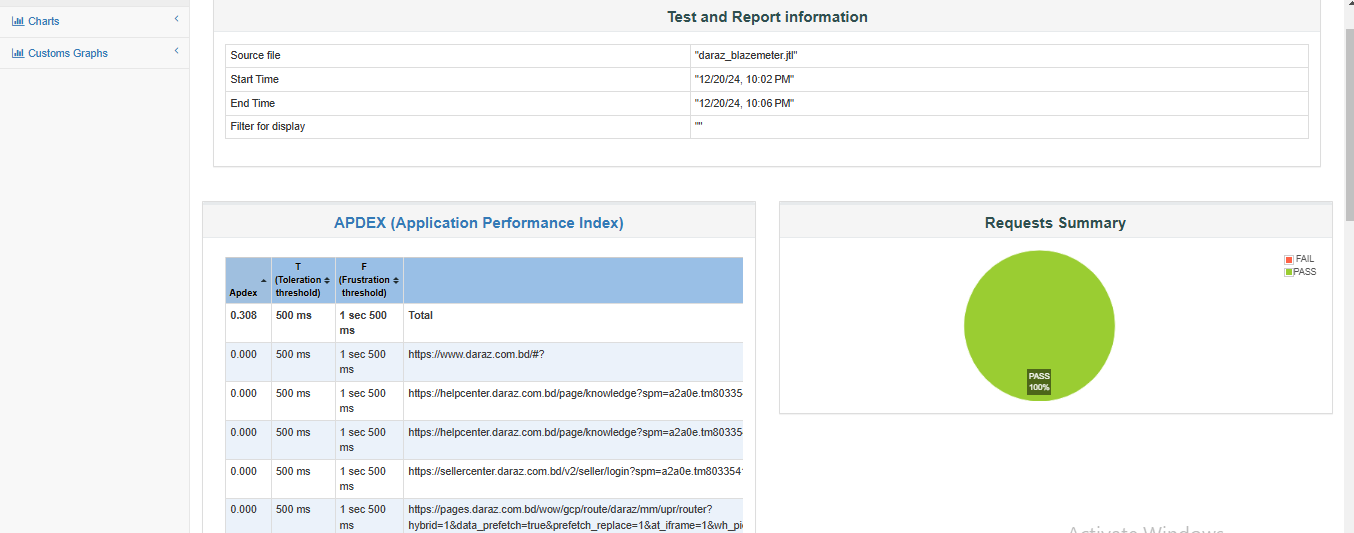 Charts
Customs Graphs
Test and Report information
Source file "daraz_blazemeter.jtl"
Start Time "12/20/24, 10:02 PM"
End Time "12/20/24, 10:06 PM"
Filter for display ""
APDEX (Application Performance Index)
Apdex T (Toleration threshold) F (Frustration threshold)
0.308 500 ms 1 sec 500 ms Total
0.000 500 ms 1 sec 500 ms https://www.daraz.com.bd/#?
0.000 500 ms 1 sec 500 ms https://helpcenter.daraz.com.bd/page/knowledge?spm=a2a0e.tm80335
0.000 500 ms 1 sec 500 ms https://helpcenter.daraz.com.bd/page/knowledge?spm=a2a0e.tm80335
0.000 500 ms 1 sec 500 ms https://sellercenter.daraz.com.bd/v2/seller/login?spm=a2a0e.tm803354
0.000 500 ms 1 sec 500 ms https://pages.daraz.com.bd/wow/gcp/route/daraz/mm/upr/router?
hybrid=1&data_prefetch=true&prefetch_replace=1&at_iframe=1&wh_pi
Requests Summary
FAIL
PASS
PASS
100%
Activate Windows